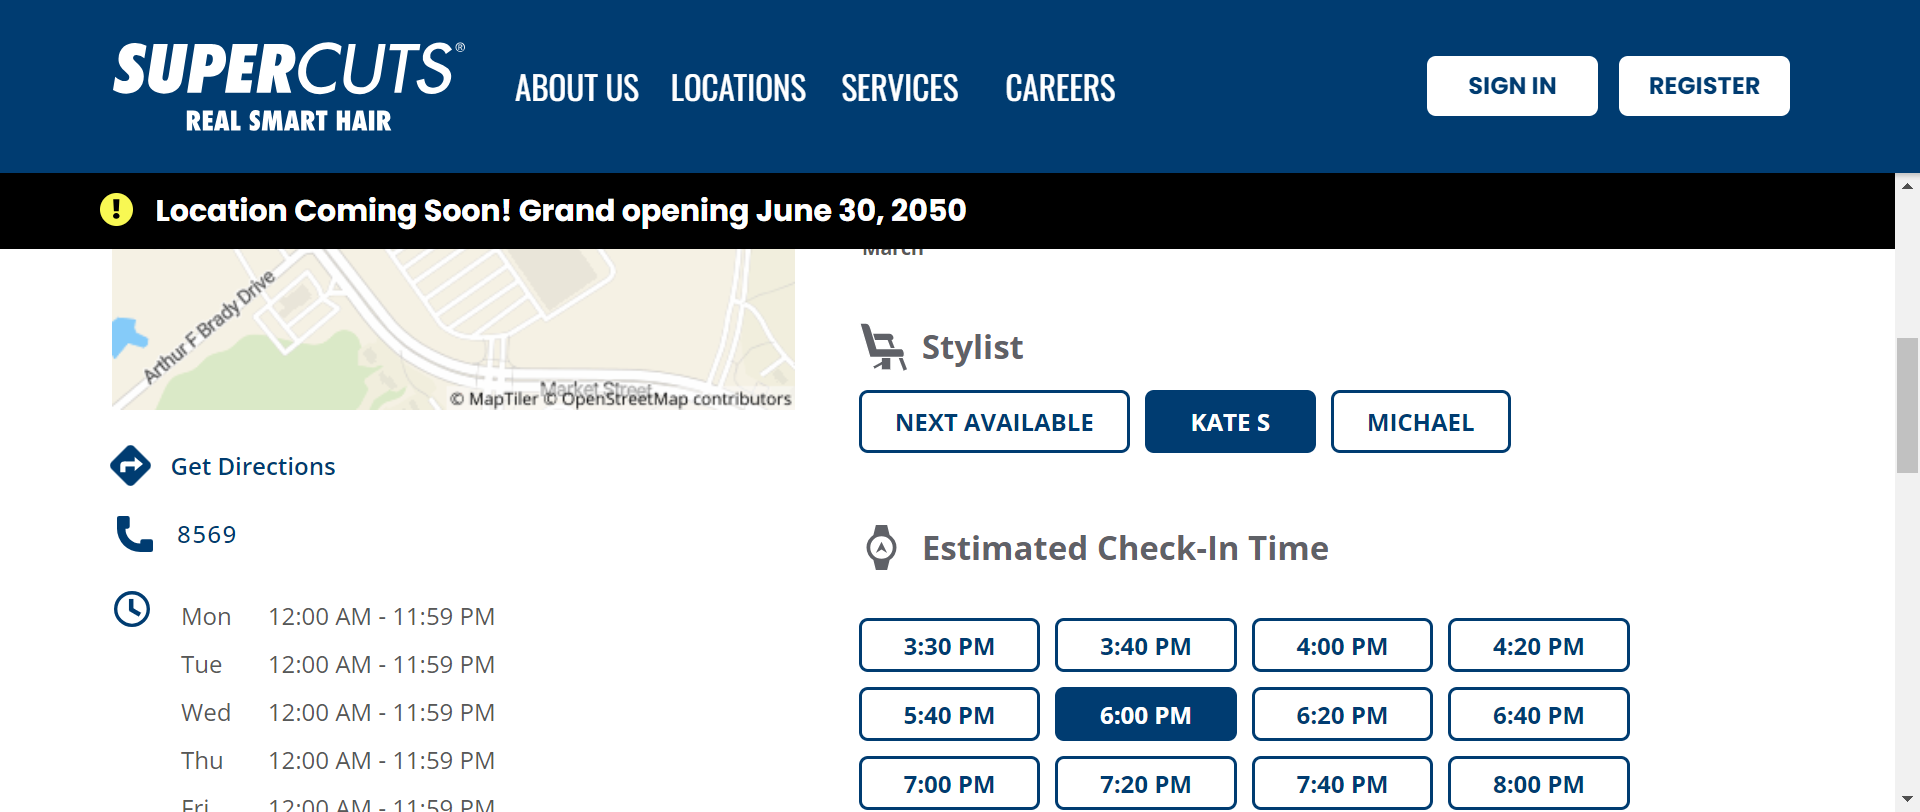 SUPERCUTS®
REAL SMART HAIR
ABOUT US LOCATIONS SERVICES CAREERS
SIGN IN REGISTER
Location Coming Soon! Grand opening June 30, 2050
Arthur F Brady Drive
Market Street
© MapTiler © OpenStreetMap contributors
Get Directions
8569
Mon 12:00 AM - 11:59 PM
Tue 12:00 AM - 11:59 PM
Wed 12:00 AM - 11:59 PM
Thu 12:00 AM - 11:59 PM
Fri 12:00 AM - 11:59 PM
March
Stylist
NEXT AVAILABLE KATE S MICHAEL
Estimated Check-In Time
3:30 PM 3:40 PM 4:00 PM 4:20 PM
5:40 PM 6:00 PM 6:20 PM 6:40 PM
7:00 PM 7:20 PM 7:40 PM 8:00 PM